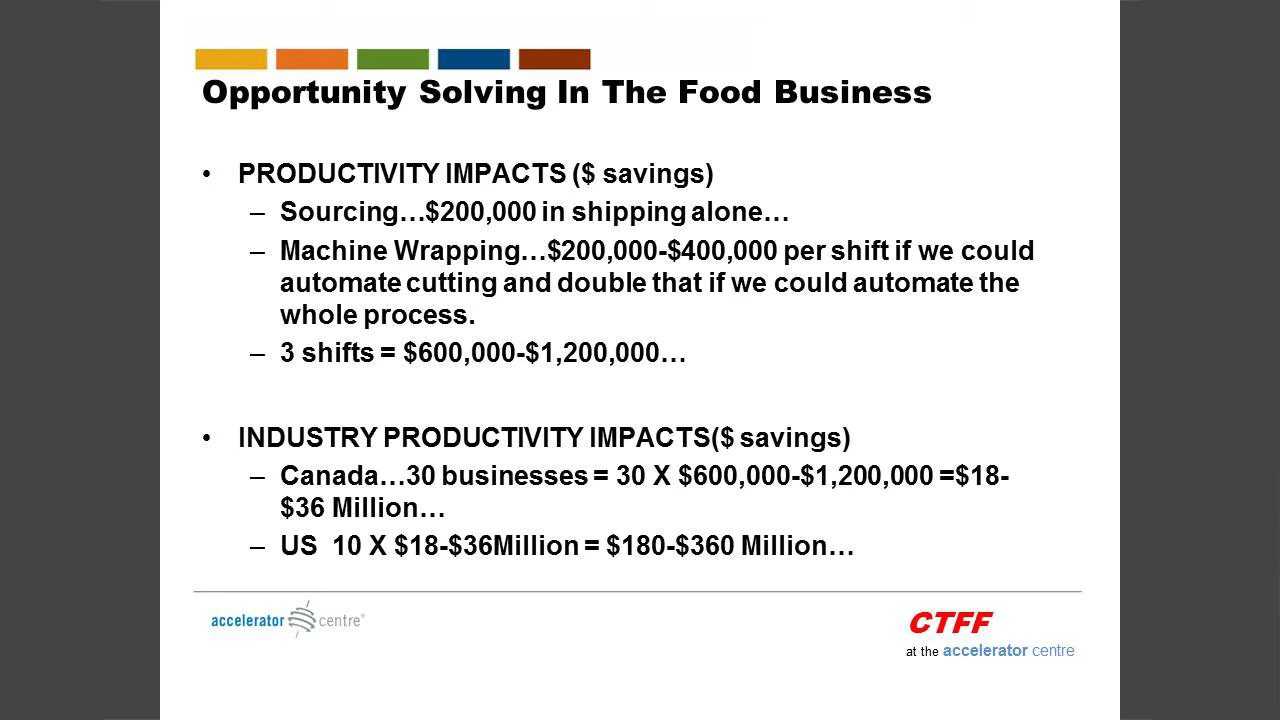 Opportunity Solving In The Food Business
• PRODUCTIVITY IMPACTS ($ savings)
– Sourcing…$200,000 in shipping alone…
– Machine Wrapping…$200,000-$400,000 per shift if we could
automate cutting and double that if we could automate the
whole process.
– 3 shifts = $600,000-$1,200,000…
• INDUSTRY PRODUCTIVITY IMPACTS($ savings)
– Canada…30 businesses = 30 X $600,000-$1,200,000 =$18-
$36 Million…
– US  10 X $18-$36Million = $180-$360 Million…
accelerator centre®
CTFF
at the accelerator centre